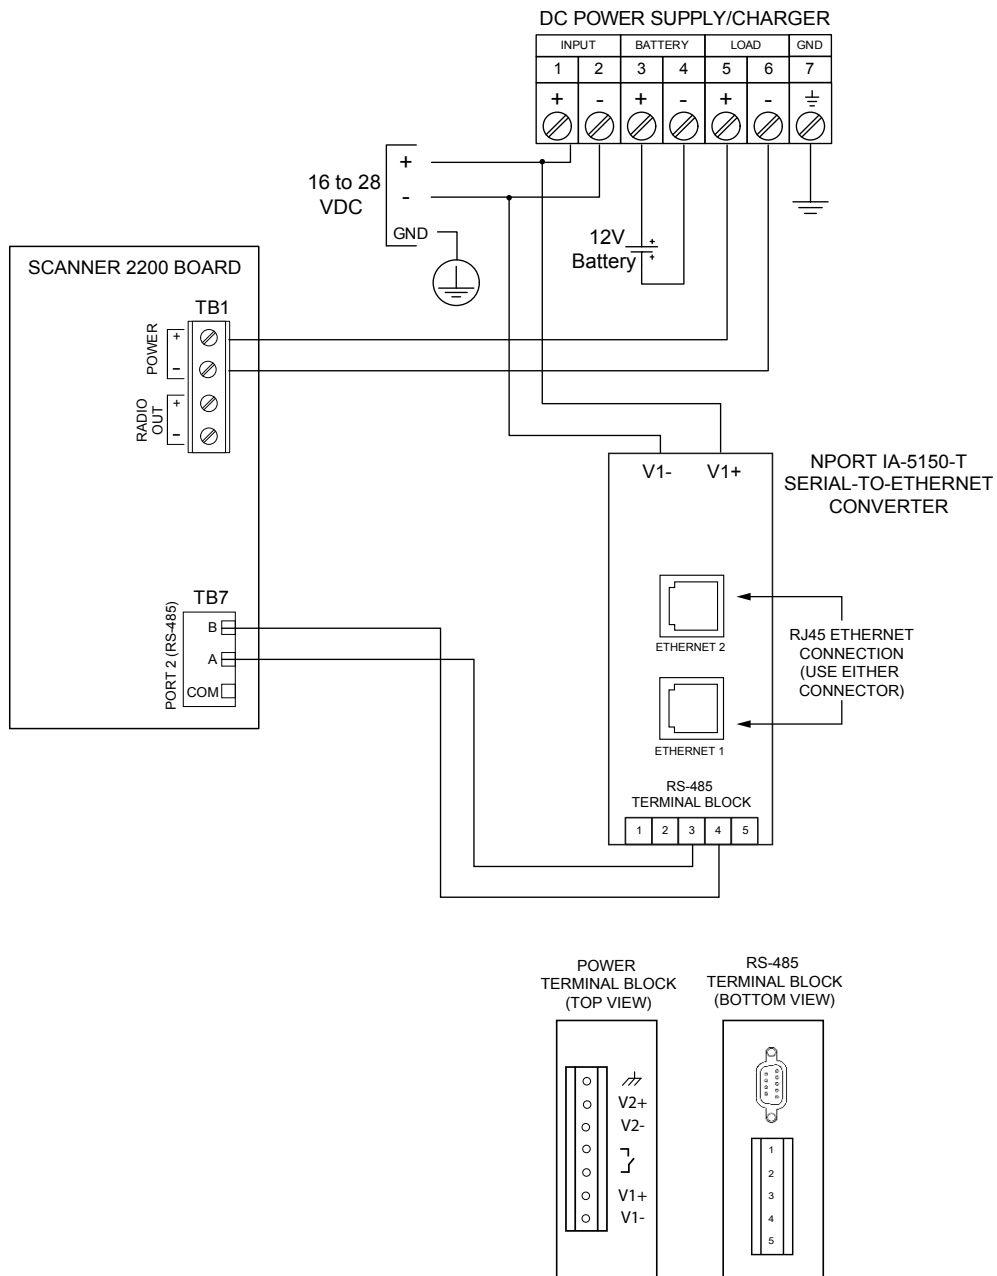 DC POWER SUPPLY/CHARGER
INPUT BATTERY LOAD GND
1 2 3 4 5 6 7
+ - + - + -
16 to 28
VDC
+
-
GND
12V
Battery
+
+
SCANNER 2200 BOARD
TB1
POWER
+
-
RADIO
OUT
+
-
TB7
PORT 2 (RS-485)
B
A
COM
V1- V1+
NPORT IA-5150-T
SERIAL-TO-ETHERNET
CONVERTER
ETHERNET 2
RJ45 ETHERNET
CONNECTION
(USE EITHER
CONNECTOR)
ETHERNET 1
RS-485
TERMINAL BLOCK
1 2 3 4 5
POWER
TERMINAL BLOCK
(TOP VIEW)
V2+
V2-
V1+
V1-
RS-485
TERMINAL BLOCK
(BOTTOM VIEW)
1
2
3
4
5